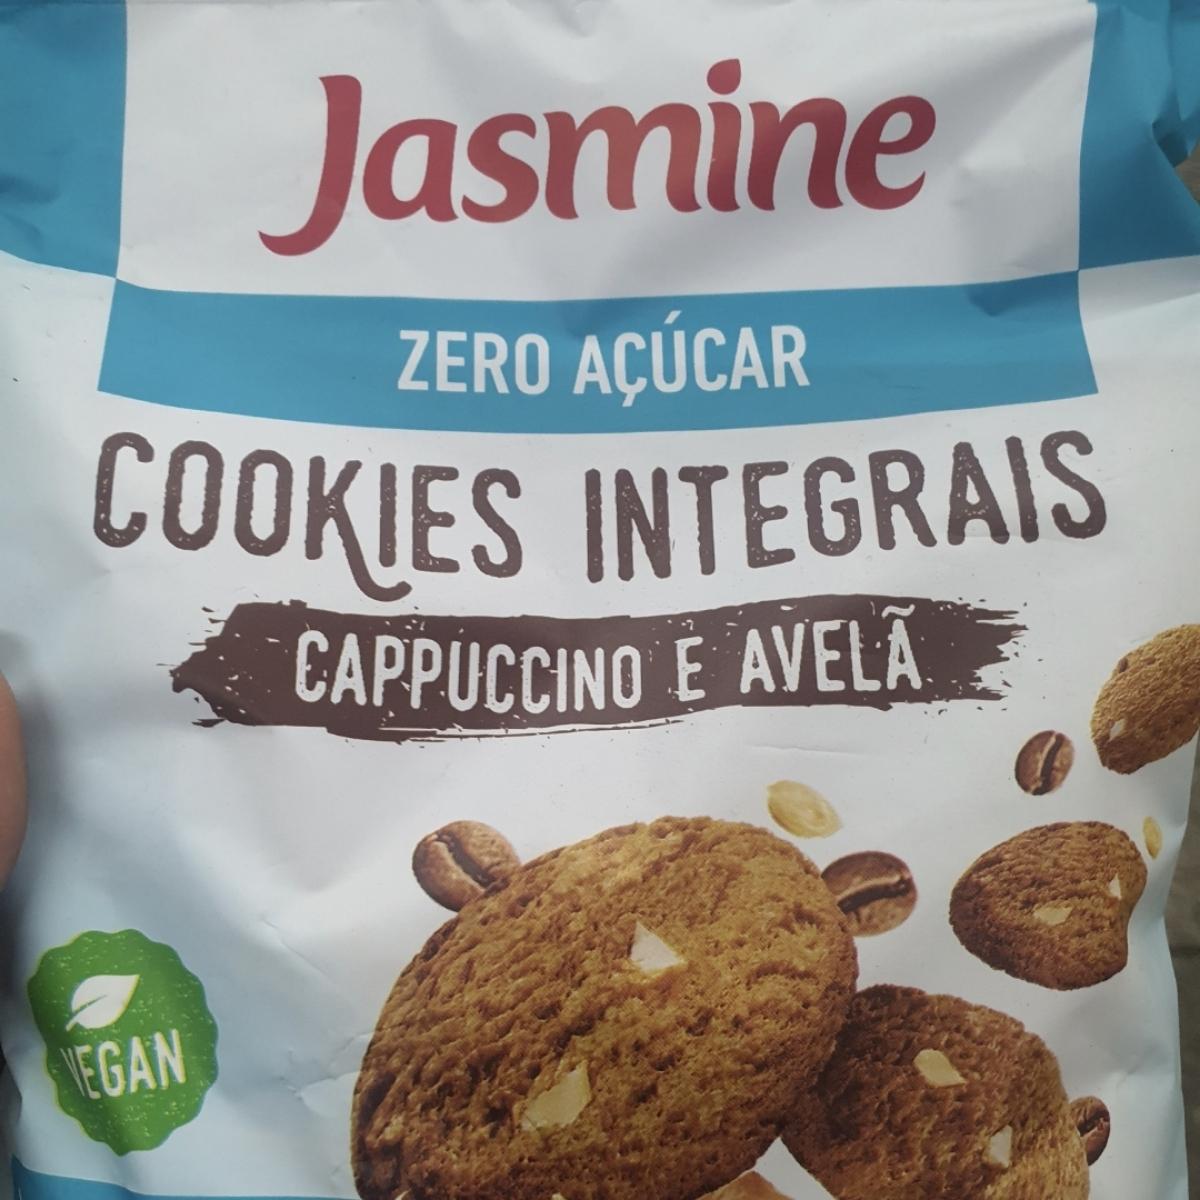 Jasmine
ZERO AÇÚCAR
COOKIES INTEGRAIS
CAPPUCCINO E AVELÃ
VEGAN